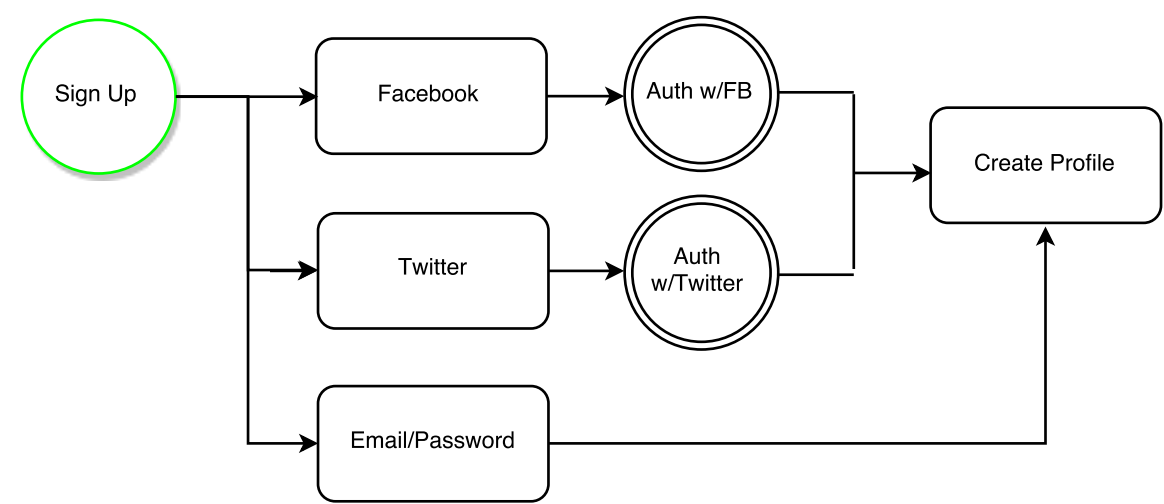 Sign Up
Facebook
Auth w/FB
Create Profile
Twitter
Auth
w/Twitter
Email/Password